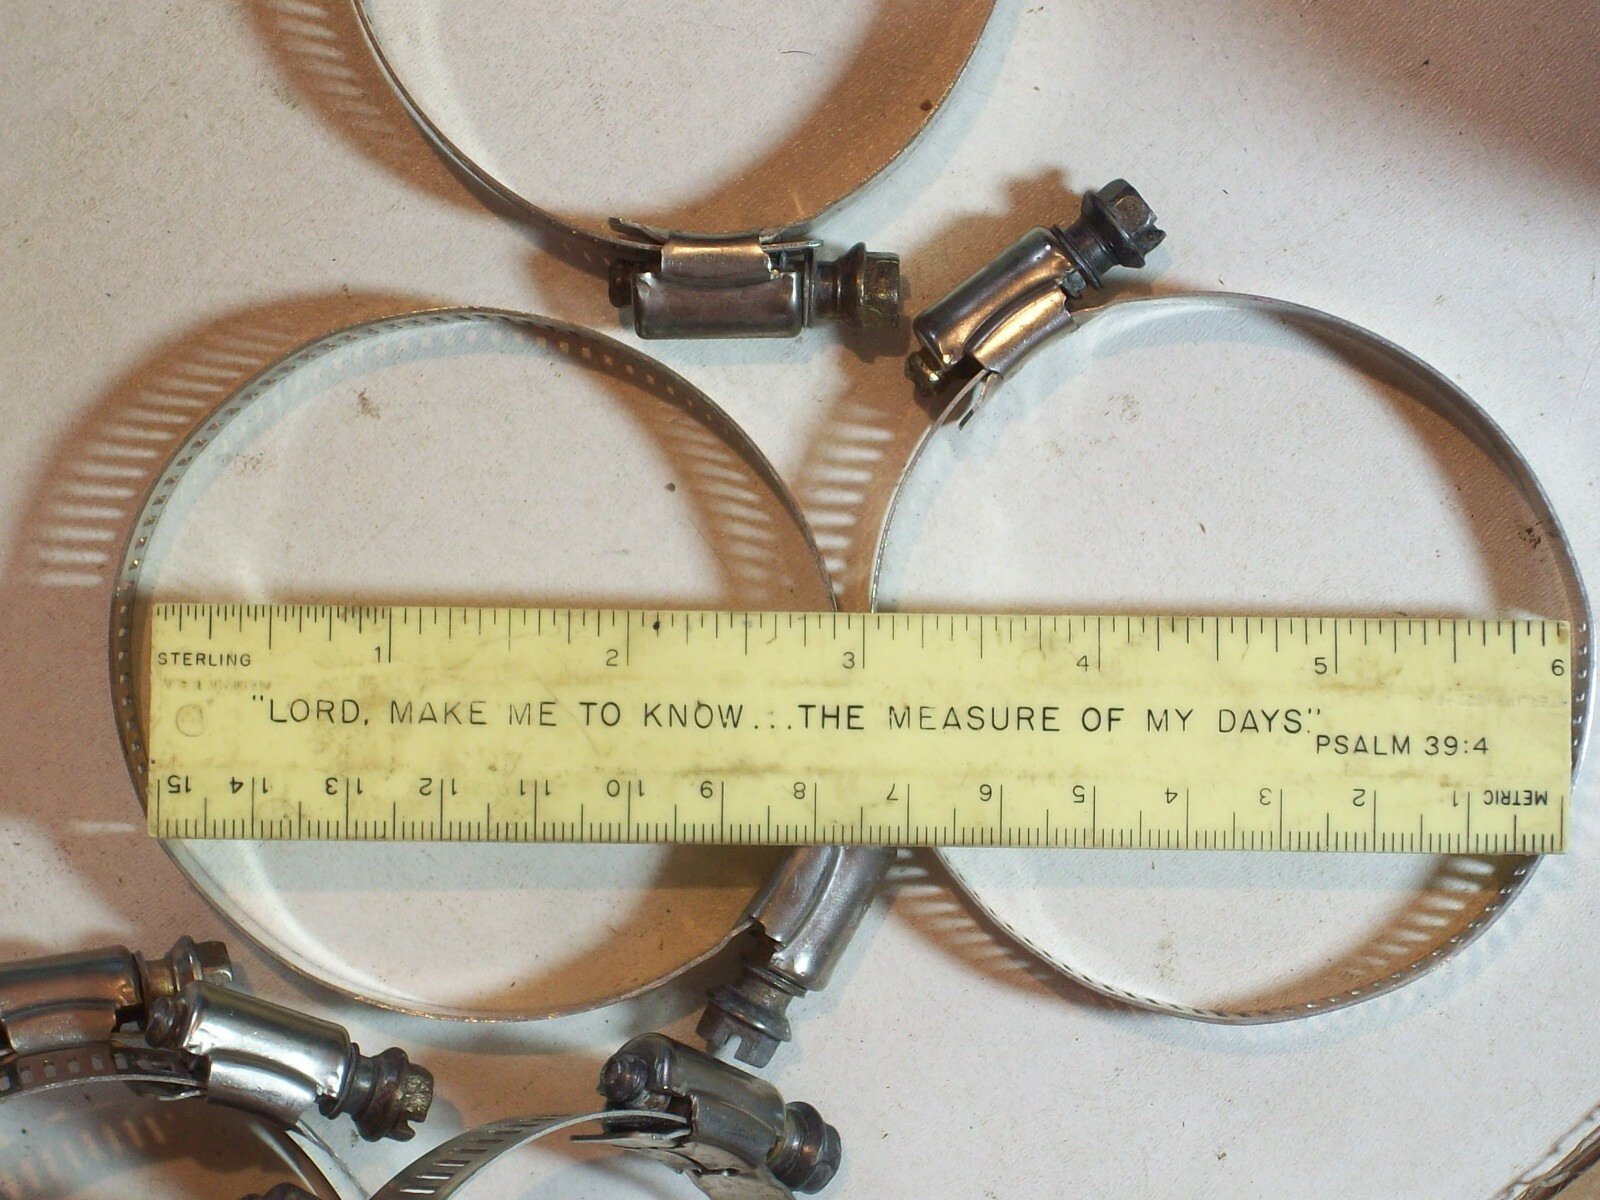 1 2 3 4 5 6
STERLING
"LORD, MAKE ME TO KNOW...THE MEASURE OF MY DAYS."
PSALM 39:4
15 14 13 12 11 10 9 8 7 6 5 4 3 2 1 METRIC